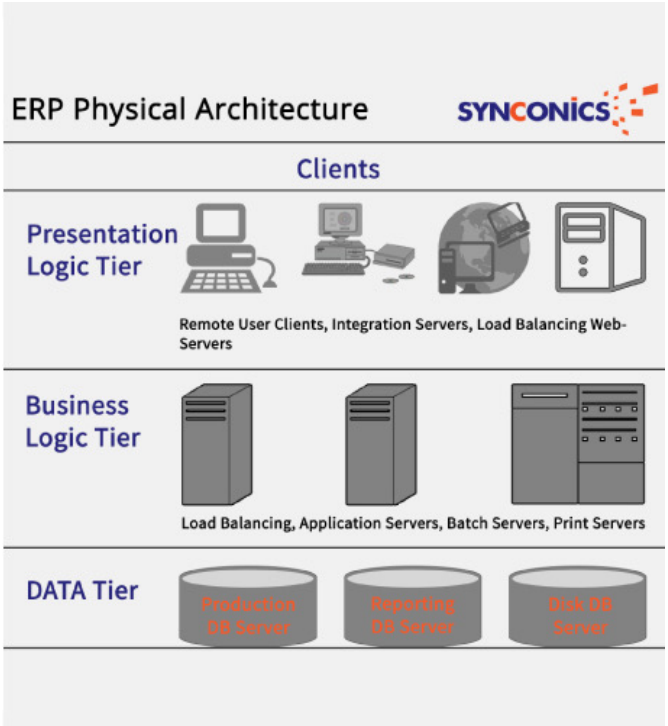 ERP Physical Architecture
SYNCONICS
Clients
Presentation
Logic Tier
Remote User Clients, Integration Servers, Load Balancing Web-
Servers
Business
Logic Tier
Load Balancing, Application Servers, Batch Servers, Print Servers
DATA Tier
Production
DB Server
Reporting
DB Server
Disk DB
Server